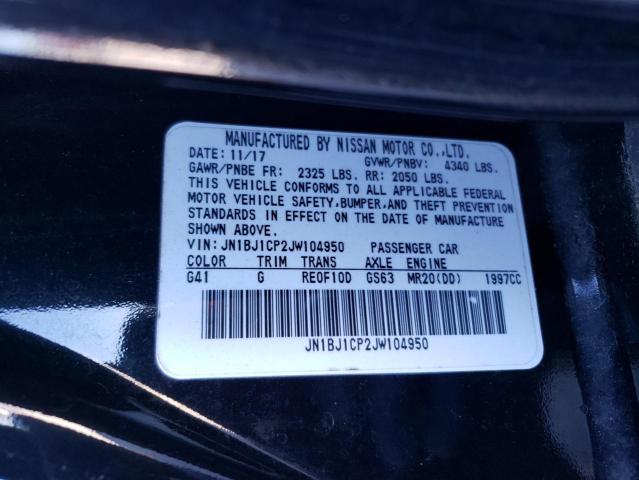 MANUFACTURED BY NISSAN MOTOR CO.,LTD.
DATE: 11/17 GVWR/PNBV: 4340 LBS.
GAWR/PNBE FR: 2325 LBS. RR: 2050 LBS.
THIS VEHICLE CONFORMS TO ALL APPLICABLE FEDERAL
MOTOR VEHICLE SAFETY,BUMPER,AND THEFT PREVENTION
STANDARDS IN EFFECT ON THE DATE OF MANUFACTURE
SHOWN ABOVE.
VIN: JN1BJ1CP2JW104950 PASSENGER CAR
COLOR TRIM TRANS AXLE ENGINE
G41 G RE0F10D GS63 MR20(DD) 1997CC
JN1BJ1CP2JW104950